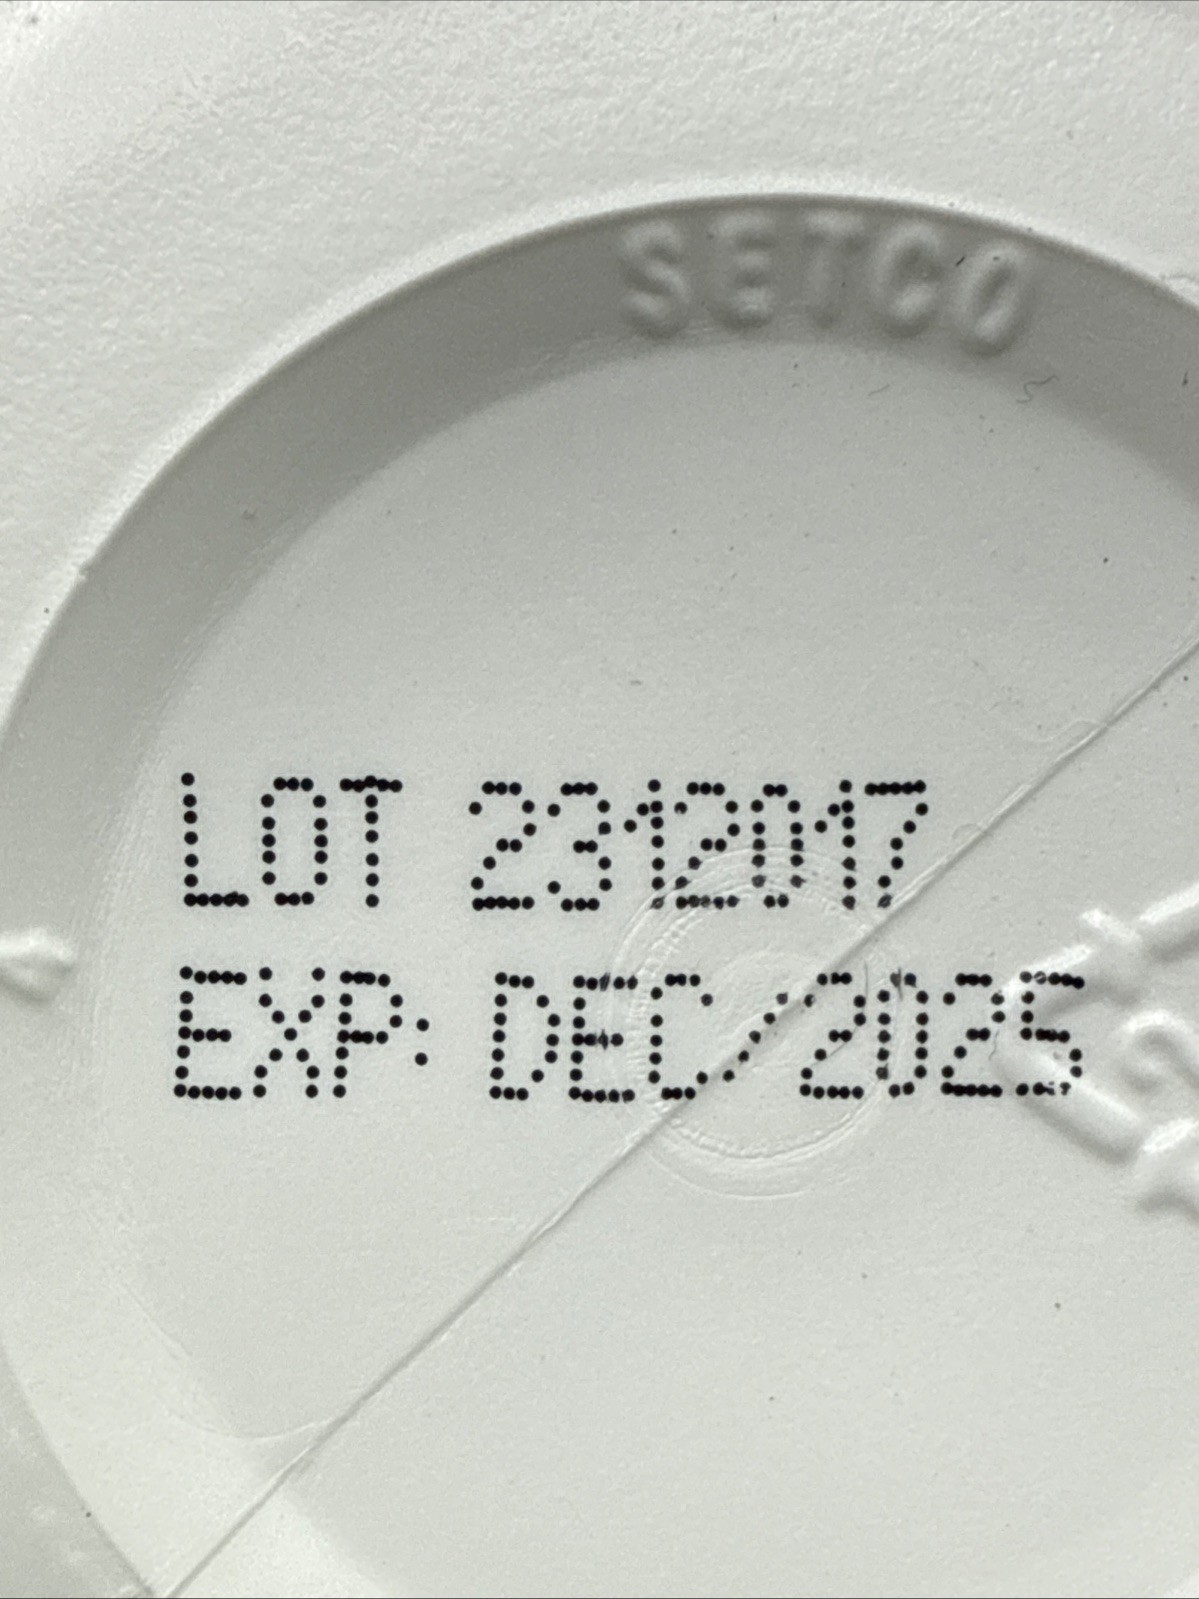 SETCO
LOT 2312017
EXP: DEC/2025